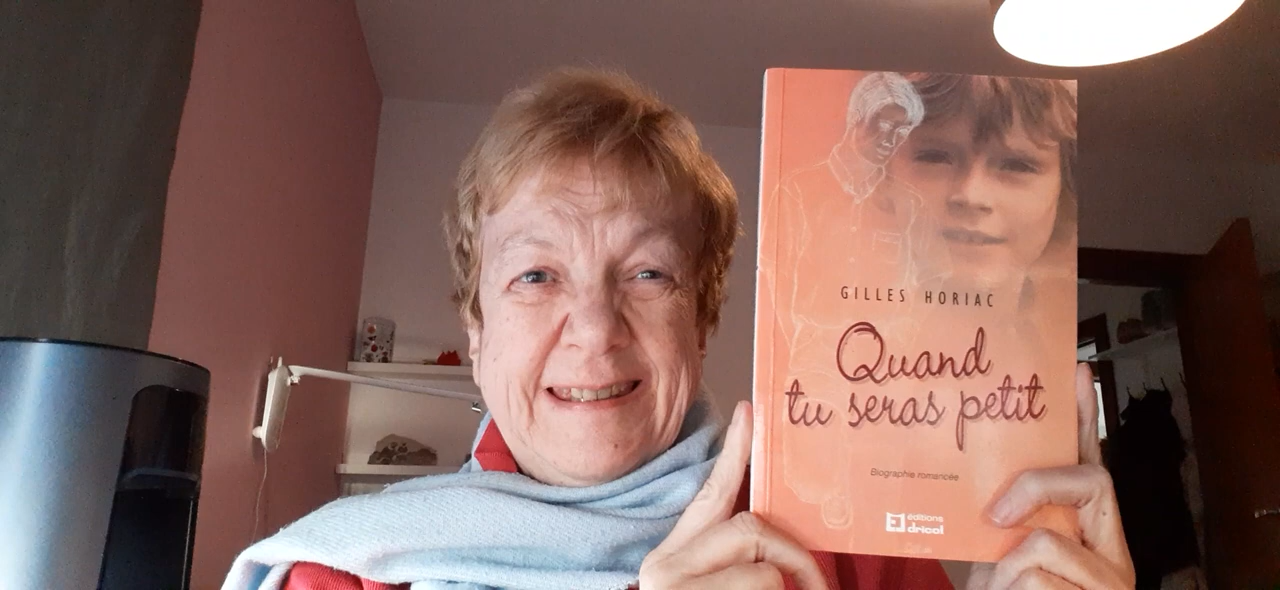 GILLES HORIAC
Quand
tu seras petit
Biographie romancée
éditions
dricot